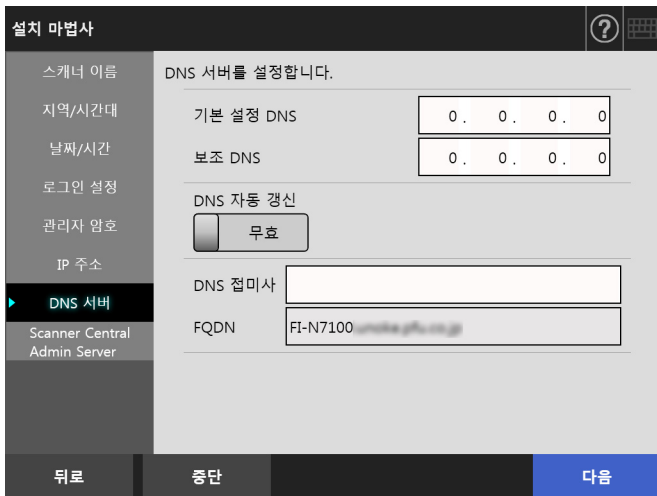 설치 마법사
?
스캐너 이름
지역/시간대
날짜/시간
로그인 설정
관리자 암호
IP 주소
DNS 서버
Scanner Central
Admin Server
DNS 서버를 설정합니다.
기본 설정 DNS 0 . 0 . 0 . 0
보조 DNS 0 . 0 . 0 . 0
DNS 자동 갱신
무효
DNS 접미사
FQDN FI-N7100
뒤로 중단 다음